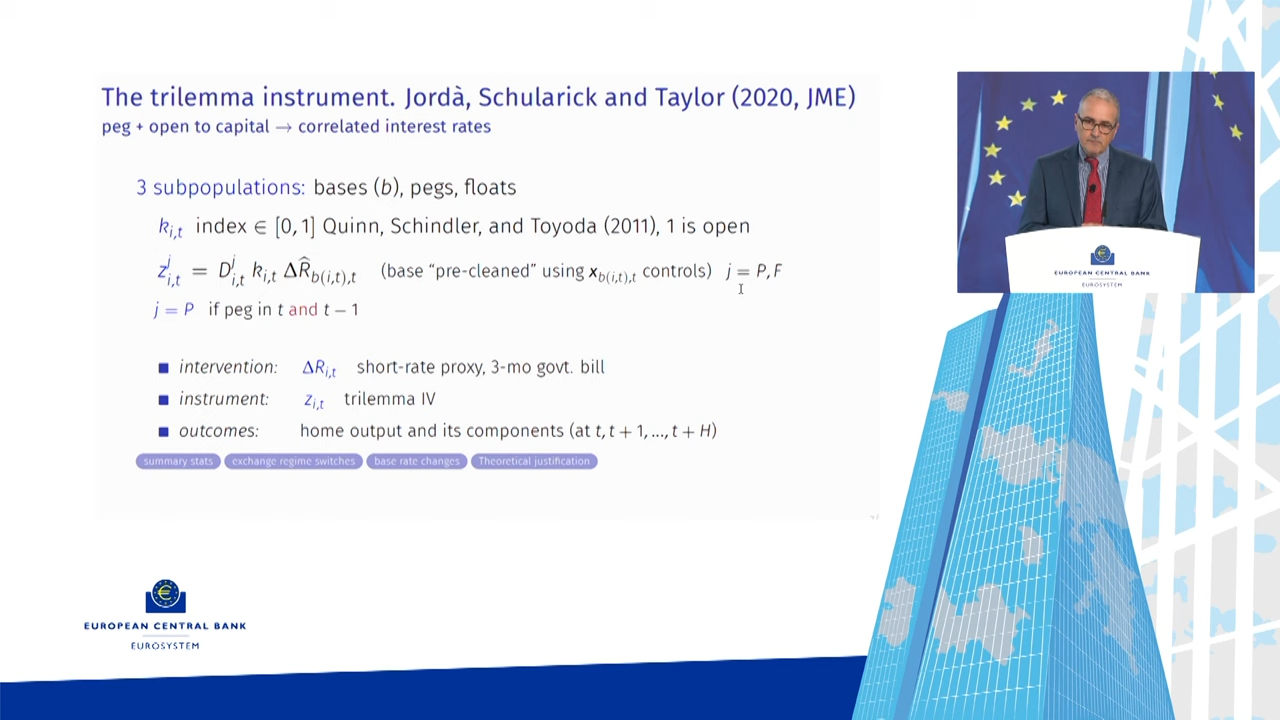 The trilemma instrument. Jordà, Schularick and Taylor (2020, JME)
peg + open to capital → correlated interest rates
3 subpopulations: bases (b), pegs, floats
k_{i,t} index ∈ [0, 1] Quinn, Schindler, and Toyoda (2011), 1 is open
z^j_{i,t} = D^j_{i,t} k_{i,t} ΔR̂_{b(i,t),t} (base “pre-cleaned” using x_{b(i,t),t} controls) j = P, F
j = P if peg in t and t − 1
■ intervention: ΔR_{i,t} short-rate proxy, 3-mo govt. bill
■ instrument: z_{i,t} trilemma IV
■ outcomes: home output and its components (at t, t + 1, ..., t + H)
summary stats exchange regime switches base rate changes Theoretical justification
EUROPEAN CENTRAL BANK
EUROSYSTEM
EUROPEAN CENTRAL BANK
EUROSYSTEM